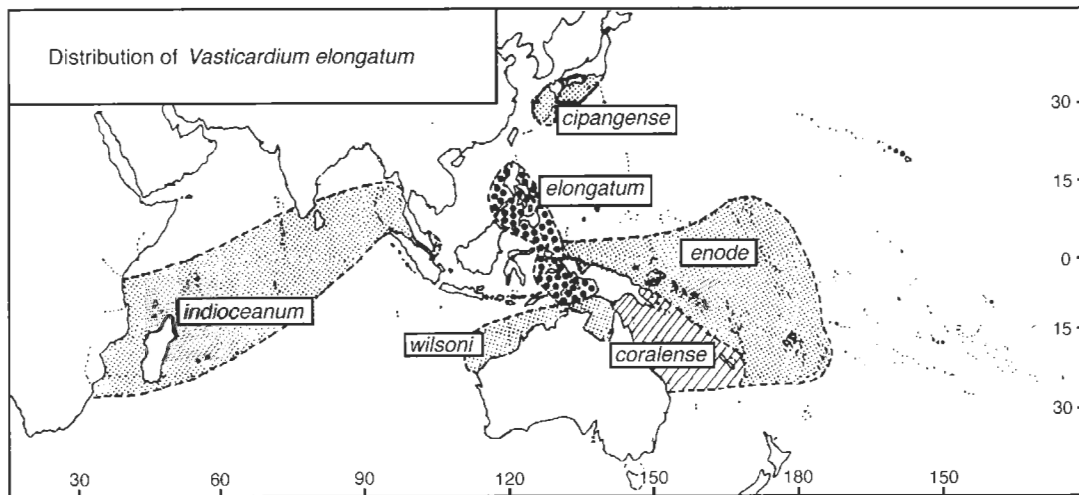 Distribution of Vasticardium elongatum
cipangense
elongatum
enode
indioceanum
wilsoni
coralense
30
15
0
15
30
30 60 90 120 150 180 150